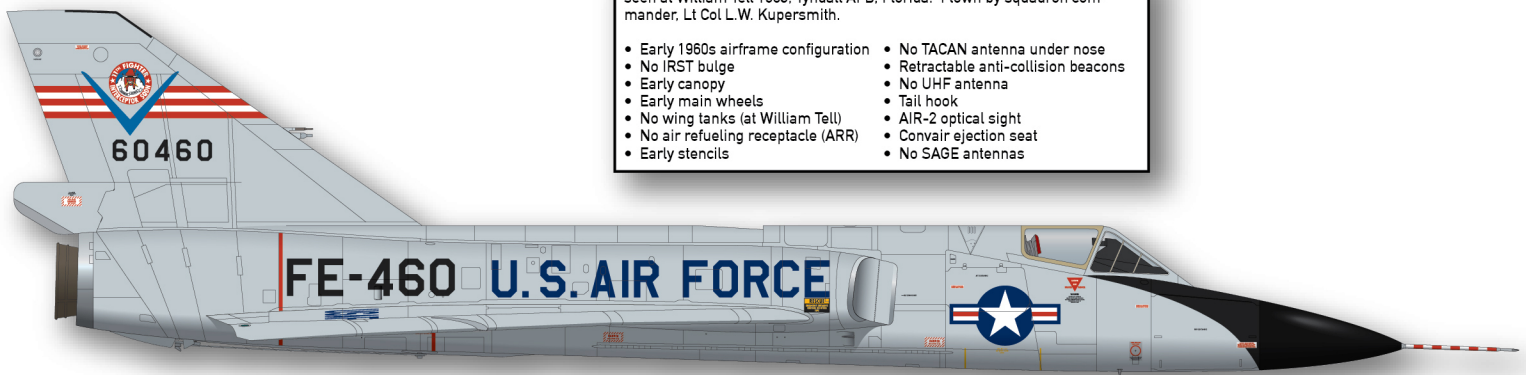 mander, Lt Col L.W. Kupersmith.
• Early 1960s airframe configuration
• No IRST bulge
• Early canopy
• Early main wheels
• No wing tanks (at William Tell)
• No air refueling receptacle (ARR)
• Early stencils
• No TACAN antenna under nose
• Retractable anti-collision beacons
• No UHF antenna
• Tail hook
• AIR-2 optical sight
• Convair ejection seat
• No SAGE antennas
11TH FIGHTER
60460
FE-460
U.S. AIR FORCE
RESCUE